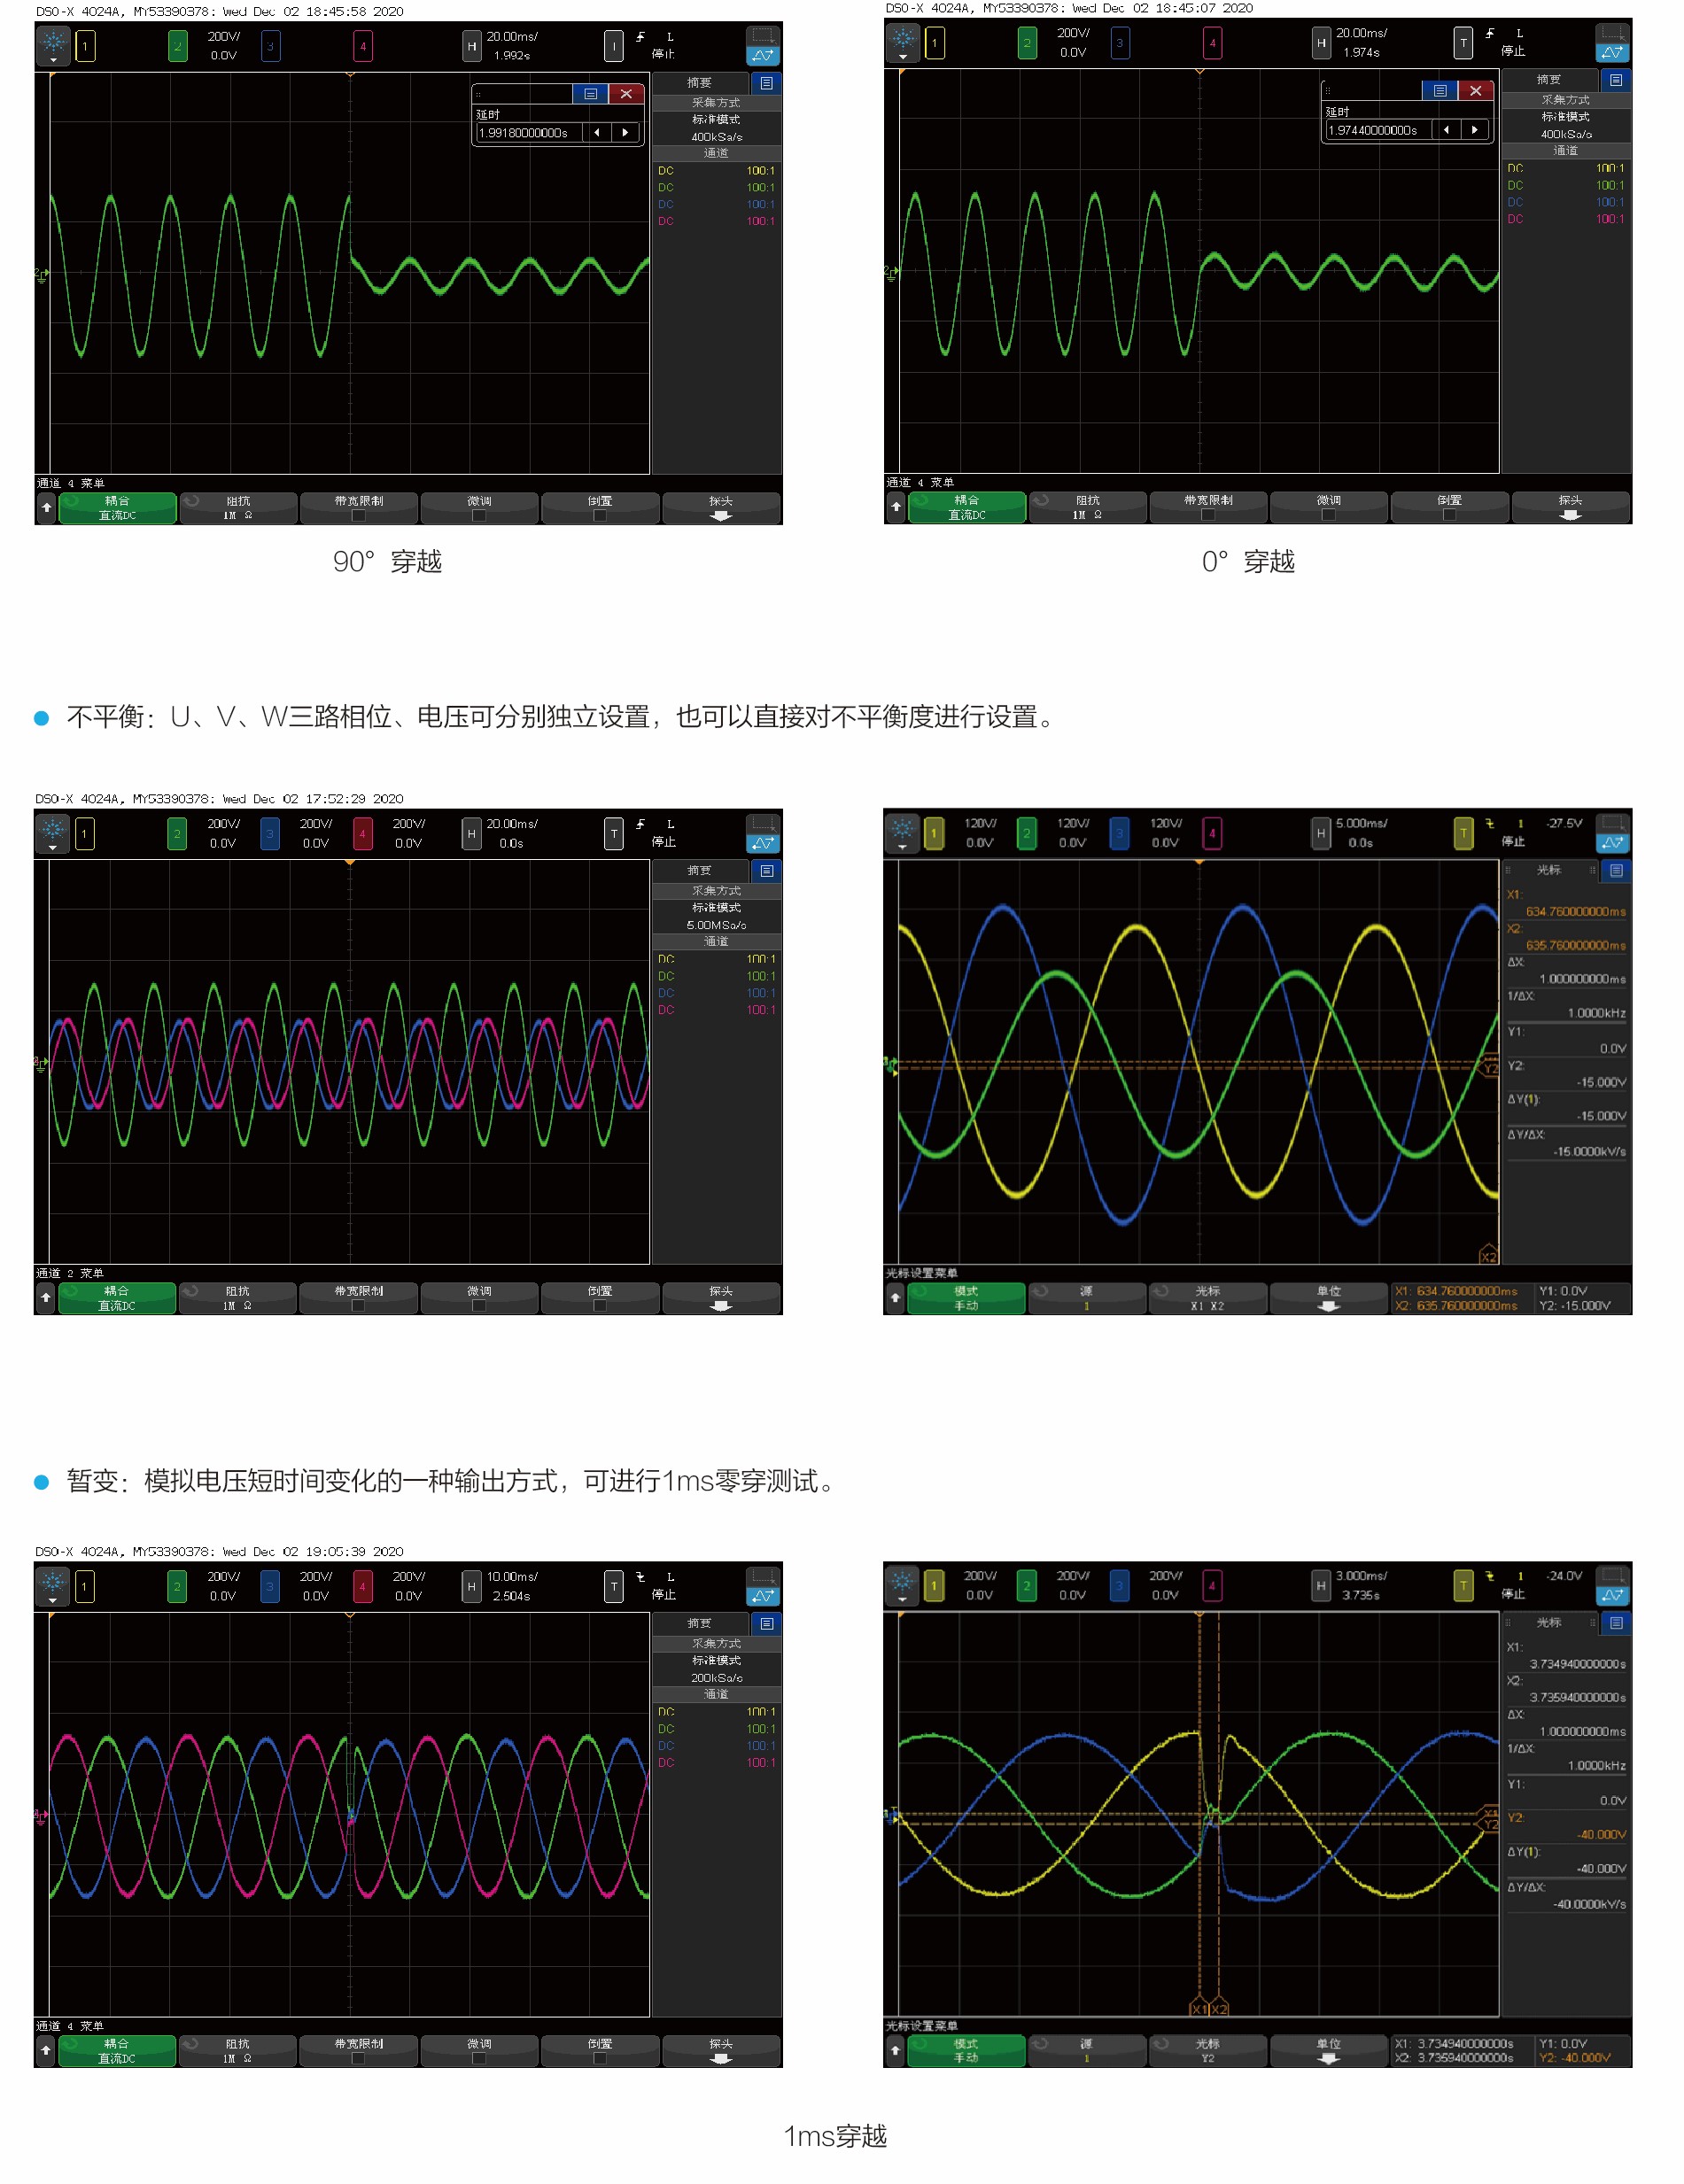 DSO-X 4024A, MY53390378: Wed Dec 02 18:45:58 2020
1 2 200V/ 3 4 H 20.00ms/ L
0.0V 1.992s 停止
摘要
采集方式
延时
标准模式
1.99180000000s
400kSa/s
通道
DC 100:1
DC 100:1
DC 100:1
DC 100:1
通道 4 菜单
耦合 阻抗 带宽限制 微调 倒置 探头
直流DC 1M Ω
90° 穿越
DSO-X 4024A, MY53390378: Wed Dec 02 18:45:07 2020
1 2 200V/ 3 4 H 20.00ms/ T L
0.0V 1.974s 停止
摘要
采集方式
延时
标准模式
1.97440000000s
400kSa/s
通道
DC 100:1
DC 100:1
DC 100:1
DC 100:1
通道 4 菜单
耦合 阻抗 带宽限制 微调 倒置 探头
直流DC 1M Ω
0° 穿越
不平衡：U、V、W三路相位、电压可分别独立设置，也可以直接对不平衡度进行设置。
DSO-X 4024A, MY53390378: Wed Dec 02 17:52:29 2020
1 2 200V/ 3 200V/ 4 200V/ H 20.00ms/ T L
0.0V 0.0V 0.0V 0.0s 停止
摘要
采集方式
标准模式
5.00MSa/s
通道
DC 100:1
DC 100:1
DC 100:1
DC 100:1
通道 2 菜单
耦合 阻抗 带宽限制 微调 倒置 探头
直流DC 1M Ω
1 120V/ 2 120V/ 3 120V/ 4 H 5.000ms/ T 1 -27.5V
0.0V 0.0V 0.0V 0.0s 停止
光标
X1:
634.760000000ms
X2:
635.760000000ms
ΔX:
1.000000000ms
1/ΔX:
1.0000kHz
Y1:
0.0V
Y2:
-15.000V
ΔY(1):
-15.000V
ΔY/ΔX:
-15.0000kV/s
Y2
X2
光标设置菜单
模式 源 光标 单位 X1: 634.760000000ms Y1: 0.0V
手动 1 X1 X2 X2: 635.760000000ms Y2: -15.000V
暂变：模拟电压短时间变化的一种输出方式，可进行1ms零穿测试。
DSO-X 4024A, MY53390378: Wed Dec 02 19:05:39 2020
1 2 200V/ 3 200V/ 4 200V/ H 10.00ms/ T L
0.0V 0.0V 0.0V 2.504s 停止
摘要
采集方式
标准模式
200kSa/s
通道
DC 100:1
DC 100:1
DC 100:1
DC 100:1
通道 4 菜单
耦合 阻抗 带宽限制 微调 倒置 探头
直流DC 1M Ω
1 200V/ 2 200V/ 3 200V/ 4 H 3.000ms/ T 1 -24.0V
0.0V 0.0V 0.0V 3.735s 停止
光标
X1:
3.734940000000s
X2:
3.735940000000s
ΔX:
1.000000000ms
1/ΔX:
1.0000kHz
Y1:
0.0V
Y2:
-40.000V
ΔY(1):
-40.000V
ΔY/ΔX:
-40.0000kV/s
Y2
X1 X2
光标设置菜单
模式 源 光标 单位 X1: 3.734940000000s Y1: 0.0V
手动 1 Y2 X2: 3.735940000000s Y2: -40.000V
1ms穿越